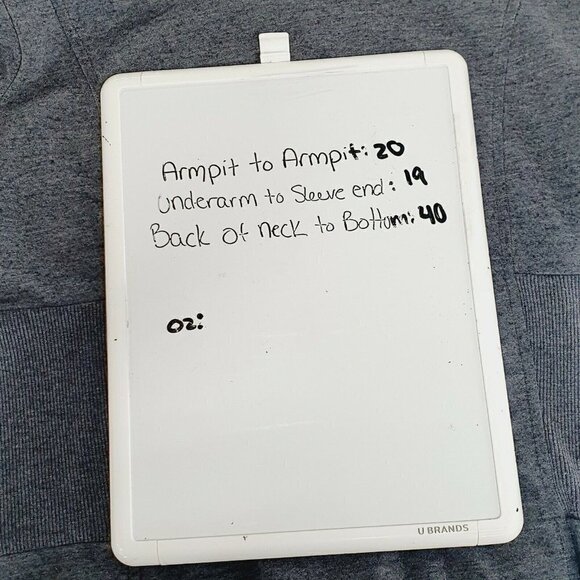 Armpit to Armpit: 20
Underarm to Sleeve end: 19
Back of neck to Bottom: 40
oz:
U BRANDS